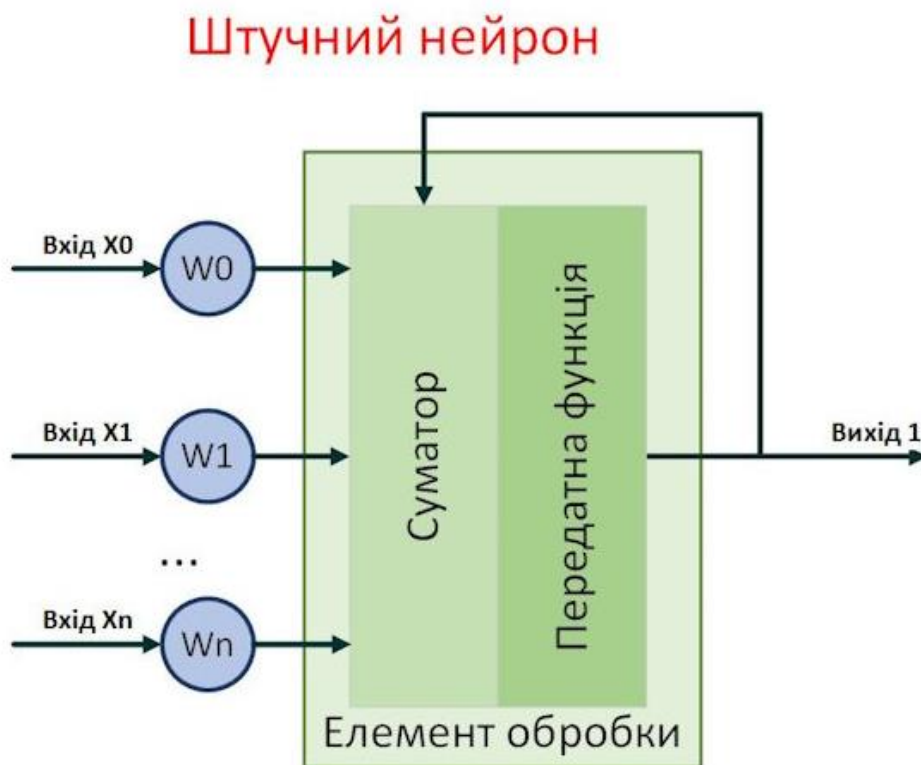 Штучний нейрон
Вхід X0
W0
Вхід X1
W1
...
Вхід Xn
Wn
Суматор
Передатна функція
Вихід 1
Елемент обробки